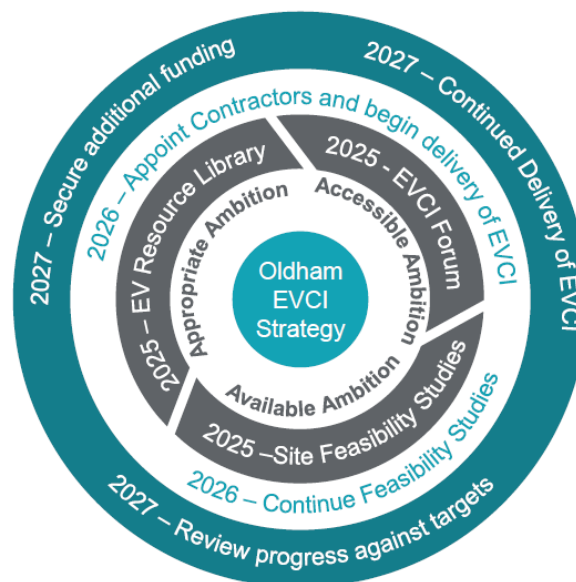 2027 – Secure additional funding
2027 – Continued Delivery of EVCI
2026 – Appoint Contractors and begin delivery of EVCI
2025 – EV Resource Library
2025 - EVCI Forum
Appropriate Ambition
Accessible Ambition
Oldham
EVCI
Strategy
Available Ambition
2025 –Site Feasibility Studies
2026 – Continue Feasibility Studies
2027 – Review progress against targets